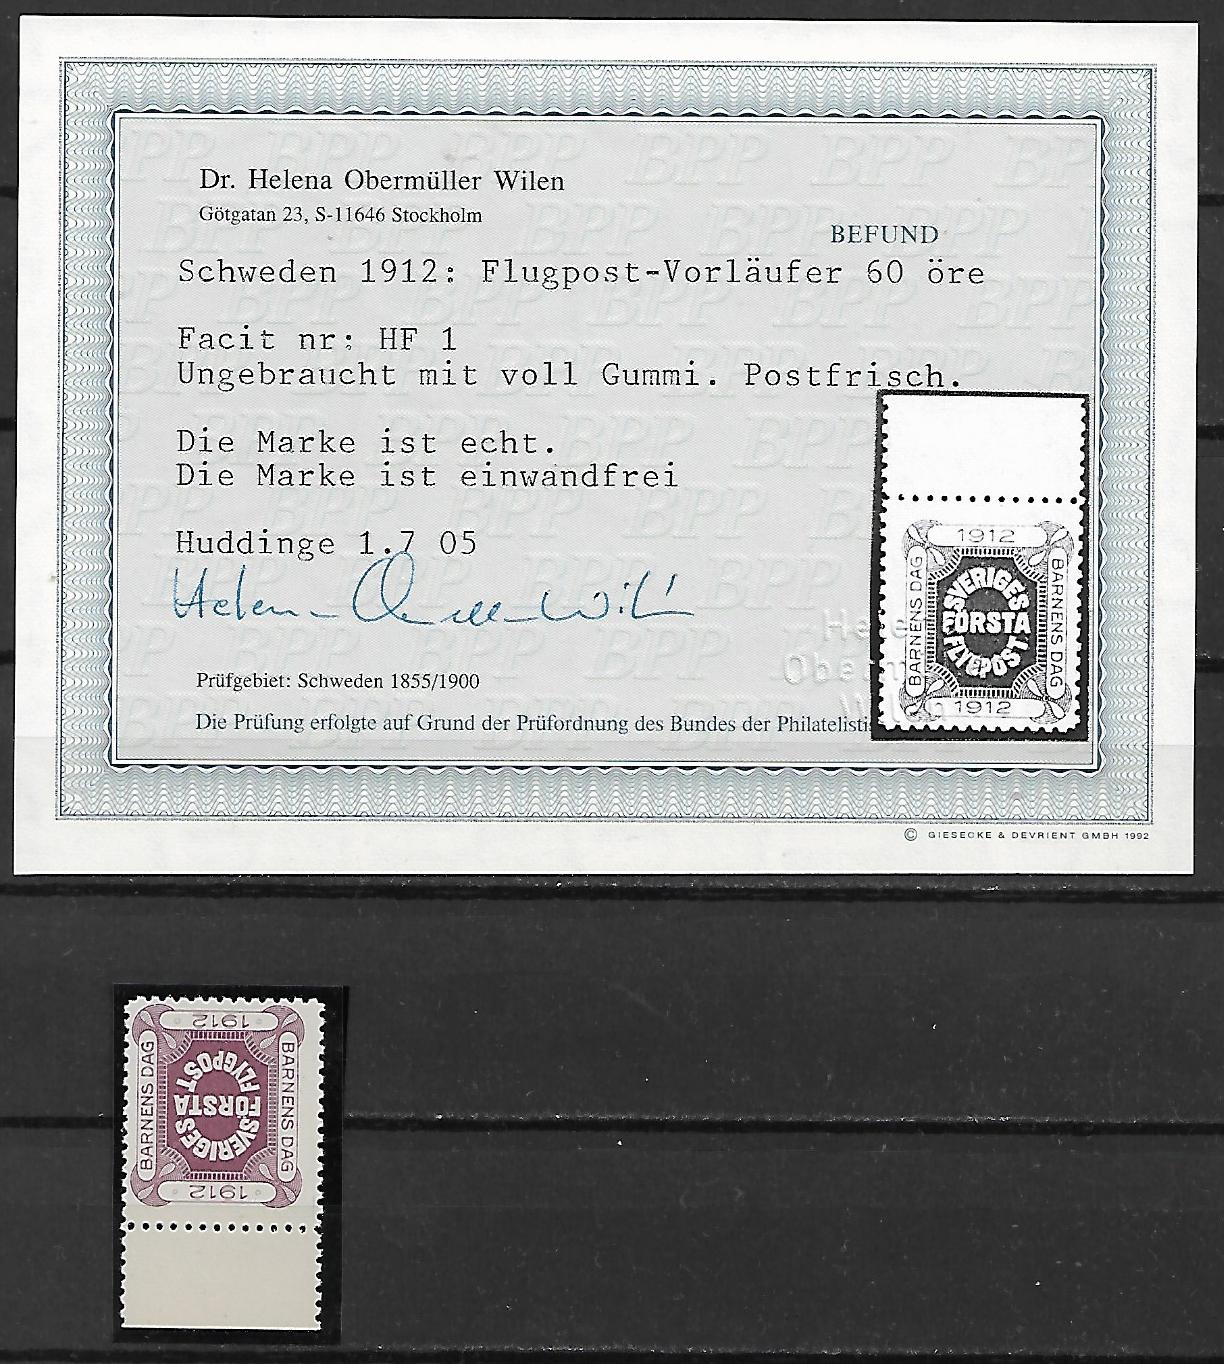 Dr. Helena Obermüller Wilen
Götgatan 23, S-11646 Stockholm
BEFUND
Schweden 1912: Flugpost-Vorläufer 60 öre
Facit nr: HF 1
Ungebraucht mit voll Gummi. Postfrisch.
Die Marke ist echt.
Die Marke ist einwandfrei
Huddinge 1.7 05
Prüfgebiet: Schweden 1855/1900
Die Prüfung erfolgte auf Grund der Prüfordnung des Bundes der Philatelisti
1912
BARNENS DAG
SVERIGES
FÖRSTA
FLYGPOST
BARNENS DAG
1912
© GIESECKE & DEVRIENT GMBH 1992
1912
BARNENS DAG
SVERIGES
FÖRSTA
FLYGPOST
BARNENS DAG
1912